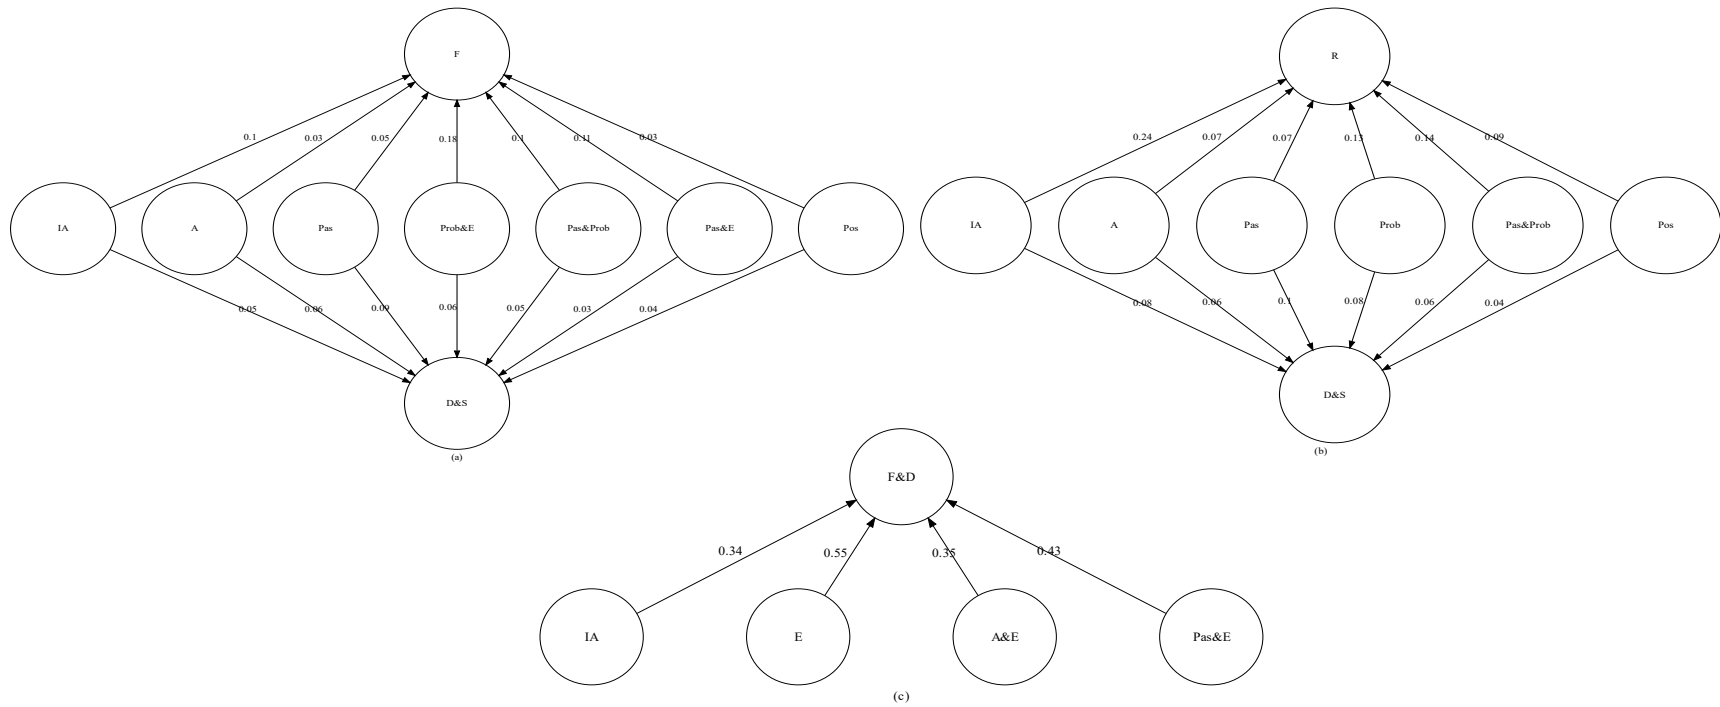 F
R
0.1
0.03
0.05
0.18
0.1
0.11
0.03
0.24
0.07
0.07
0.13
0.14
0.09
IA
A
Pas
Prob&E
Pas&Prob
Pas&E
Pos
IA
A
Pas
Prob
Pas&Prob
Pos
0.05
0.06
0.09
0.06
0.05
0.03
0.04
0.08
0.06
0.1
0.08
0.06
0.04
D&S
D&S
(a)
(b)
F&D
0.34
0.55
0.35
0.43
IA
E
A&E
Pas&E
(c)